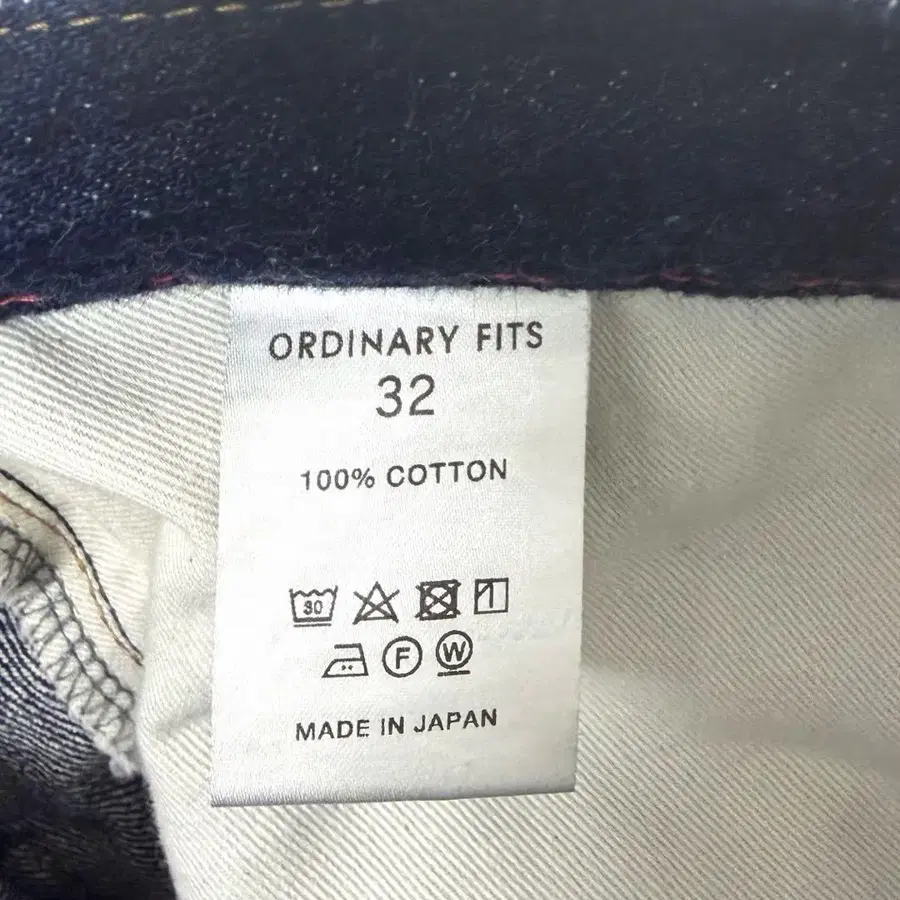 ORDINARY FITS
32
100% COTTON
30
F W
MADE IN JAPAN